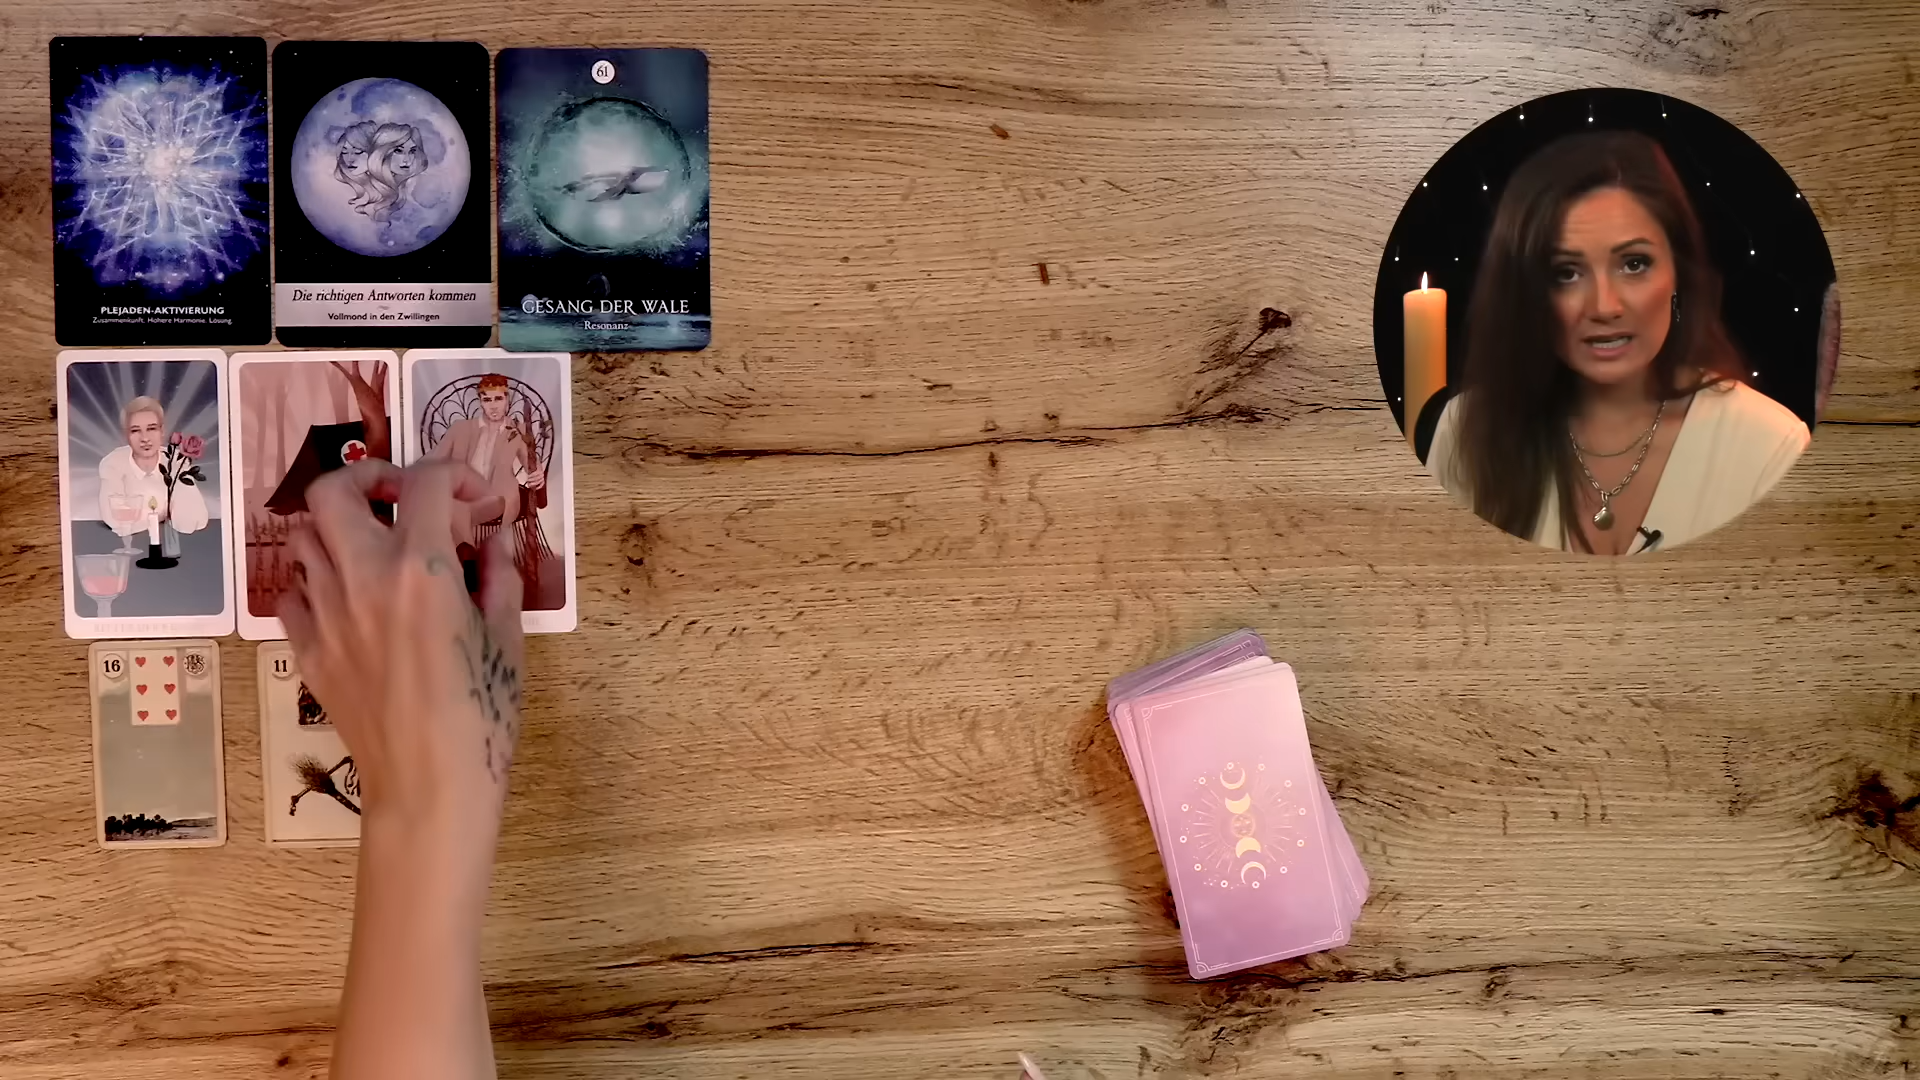 PLEJADEN-AKTIVIERUNG
Zusammenkunft. Höhere Harmonie. Lösung.
Die richtigen Antworten kommen
Vollmond in den Zwillingen
61
GESANG DER WALE
Resonanz
16
11